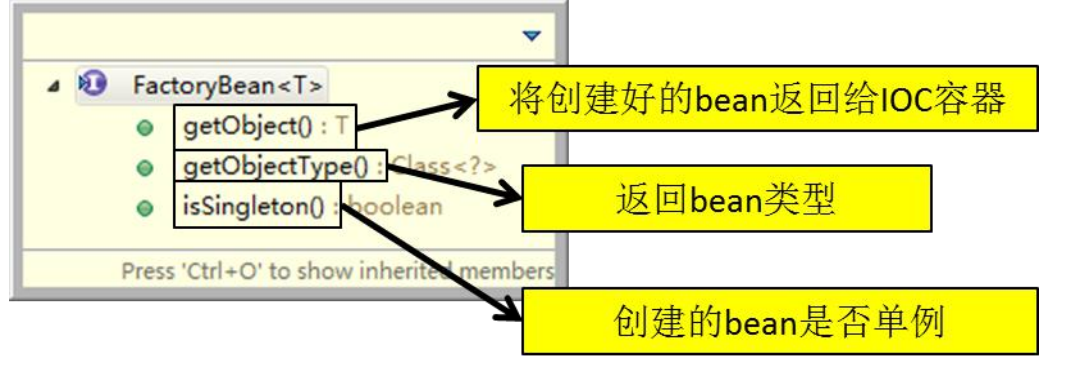 FactoryBean<T>
getObject() : T
将创建好的bean返回给IOC容器
getObjectType() : Class<?>
返回bean类型
isSingleton() : boolean
Press 'Ctrl+O' to show inherited members
创建的bean是否单例